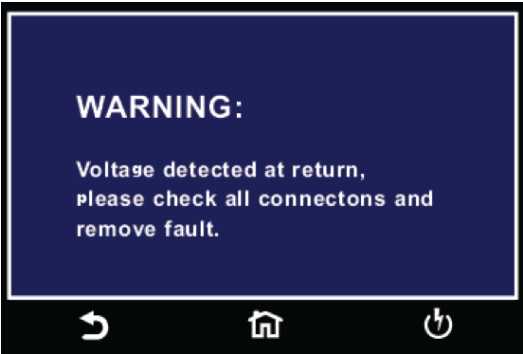 WARNING:
Voltage detected at return,
please check all connectons and
remove fault.